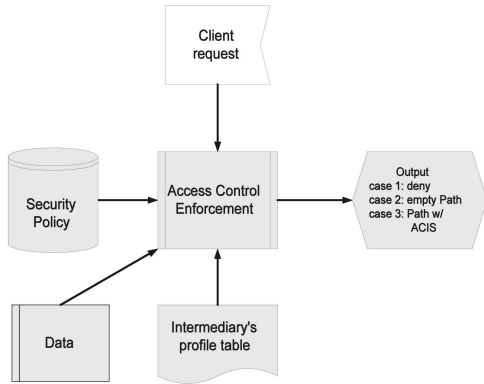 Client
request
Security
Policy
Access Control
Enforcement
Output
case 1: deny
case 2: empty Path
case 3: Path w/
ACIS
Data
Intermediary's
profile table